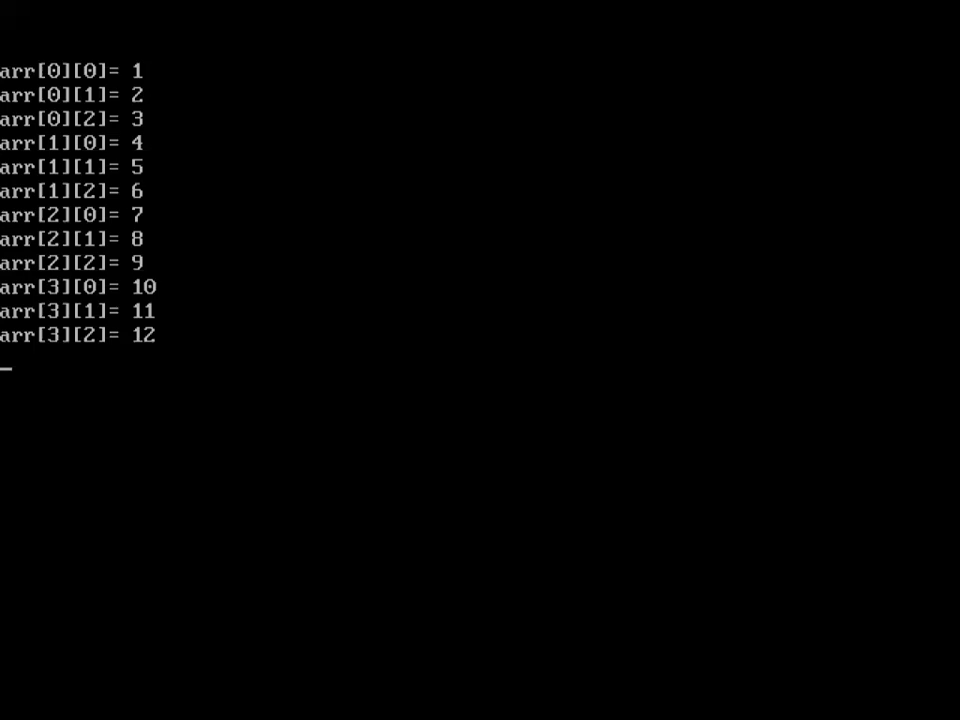 arr[0][0]= 1
arr[0][1]= 2
arr[0][2]= 3
arr[1][0]= 4
arr[1][1]= 5
arr[1][2]= 6
arr[2][0]= 7
arr[2][1]= 8
arr[2][2]= 9
arr[3][0]= 10
arr[3][1]= 11
arr[3][2]= 12